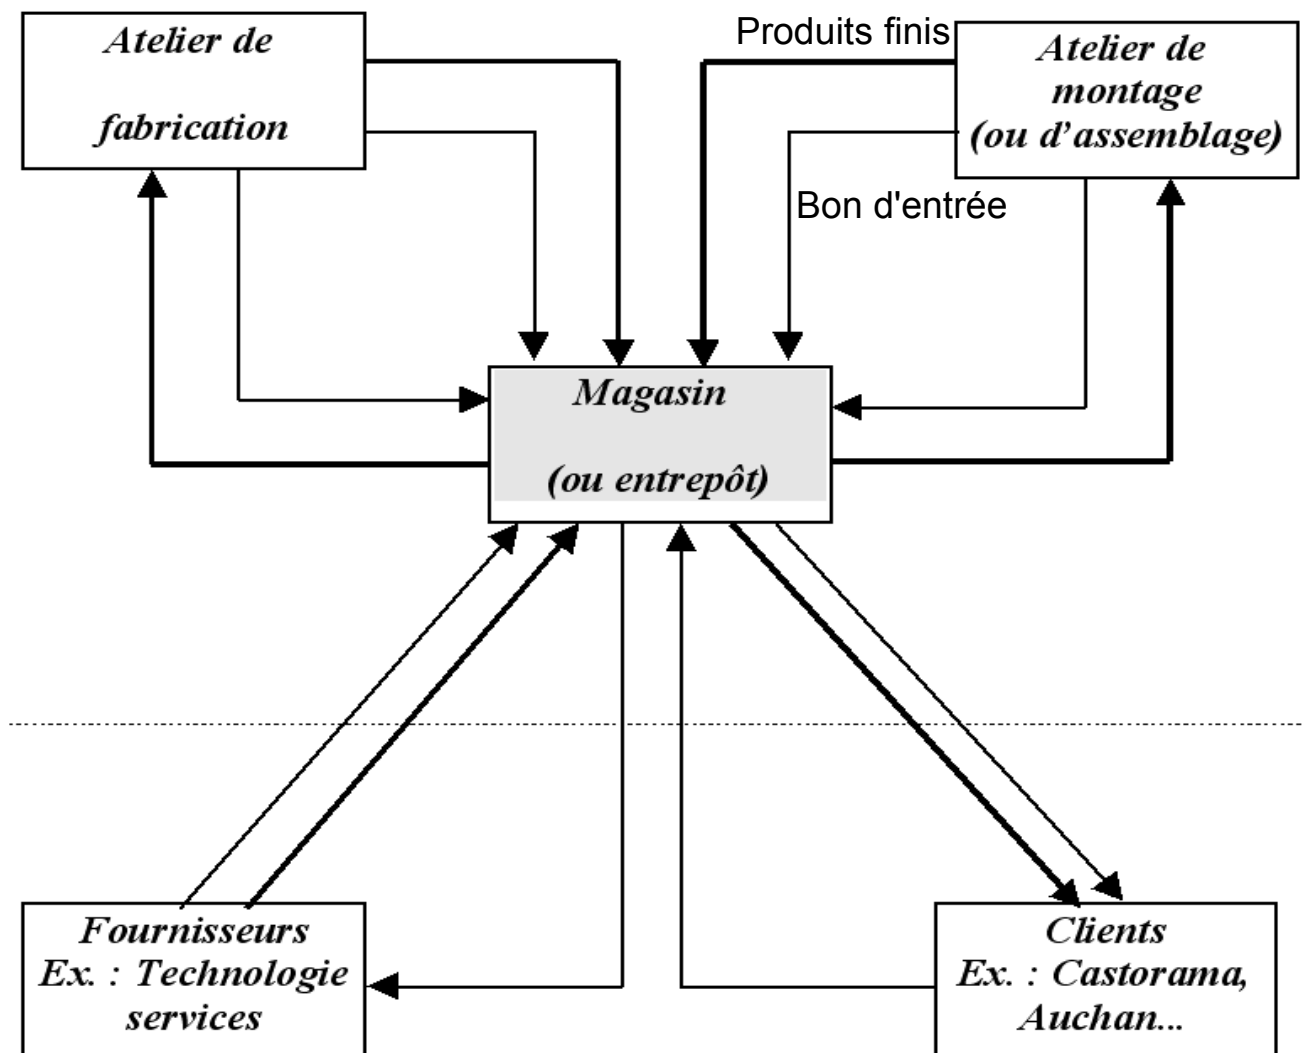 Atelier de
fabrication
Produits finis
Atelier de
montage
(ou d'assemblage)
Bon d'entrée
Magasin
(ou entrepôt)
Fournisseurs
Ex. : Technologie
services
Clients
Ex. : Castorama,
Auchan...